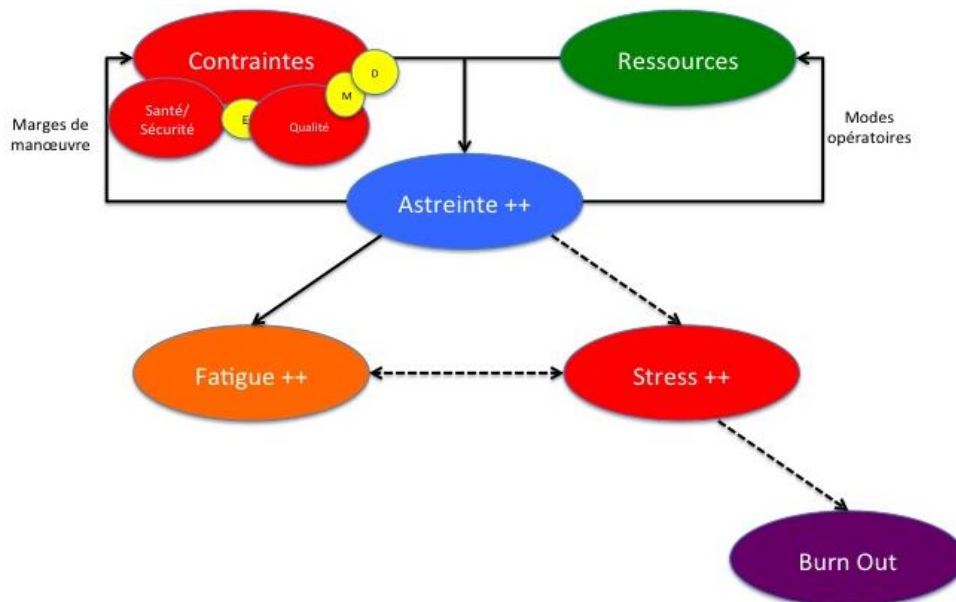 Contraintes
Ressources
D
M
Santé/
Sécurité
E
Qualité
Marges de
manœuvre
Modes
opératoires
Astreinte ++
Fatigue ++
Stress ++
Burn Out